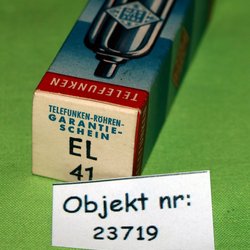 TELEFUNKEN
TELEFUNKEN-RÖHREN-
GARANTIE-
SCHEIN
EL
41
Objekt nr:
23719